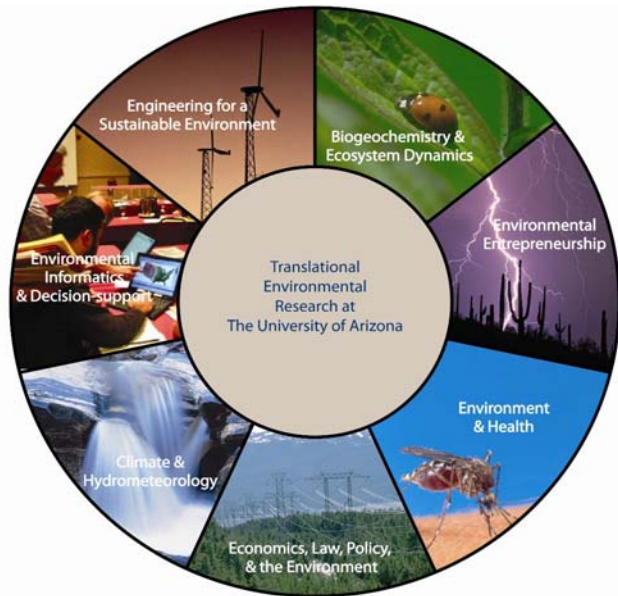 Engineering for a
Sustainable Environment
Biogeochemistry &
Ecosystem Dynamics
Environmental
Entrepreneurship
Environment
& Health
Economics, Law, Policy,
& the Environment
Climate &
Hydrometeorology
Environmental
Informatics
& Decision-support
Translational
Environmental
Research at
The University of Arizona